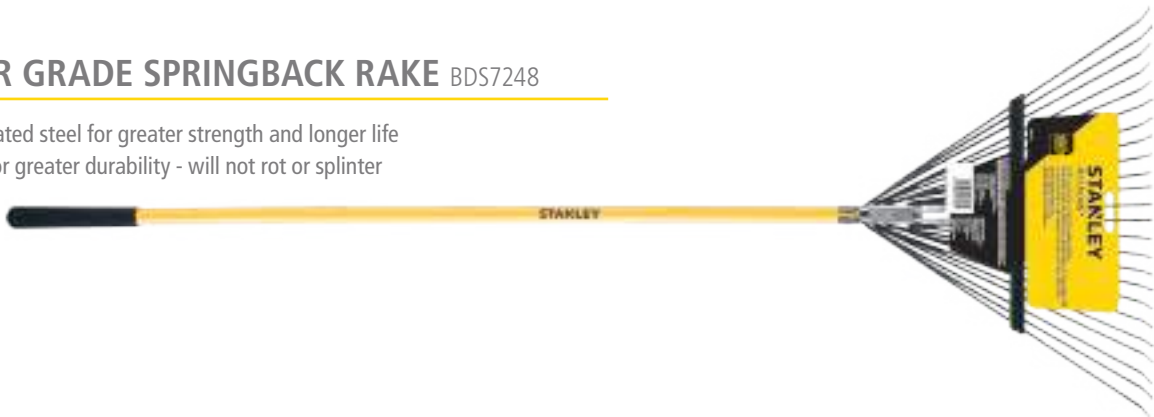 R GRADE SPRINGBACK RAKE BDS7248
ated steel for greater strength and longer life
or greater durability - will not rot or splinter
STANLEY
STANLEY